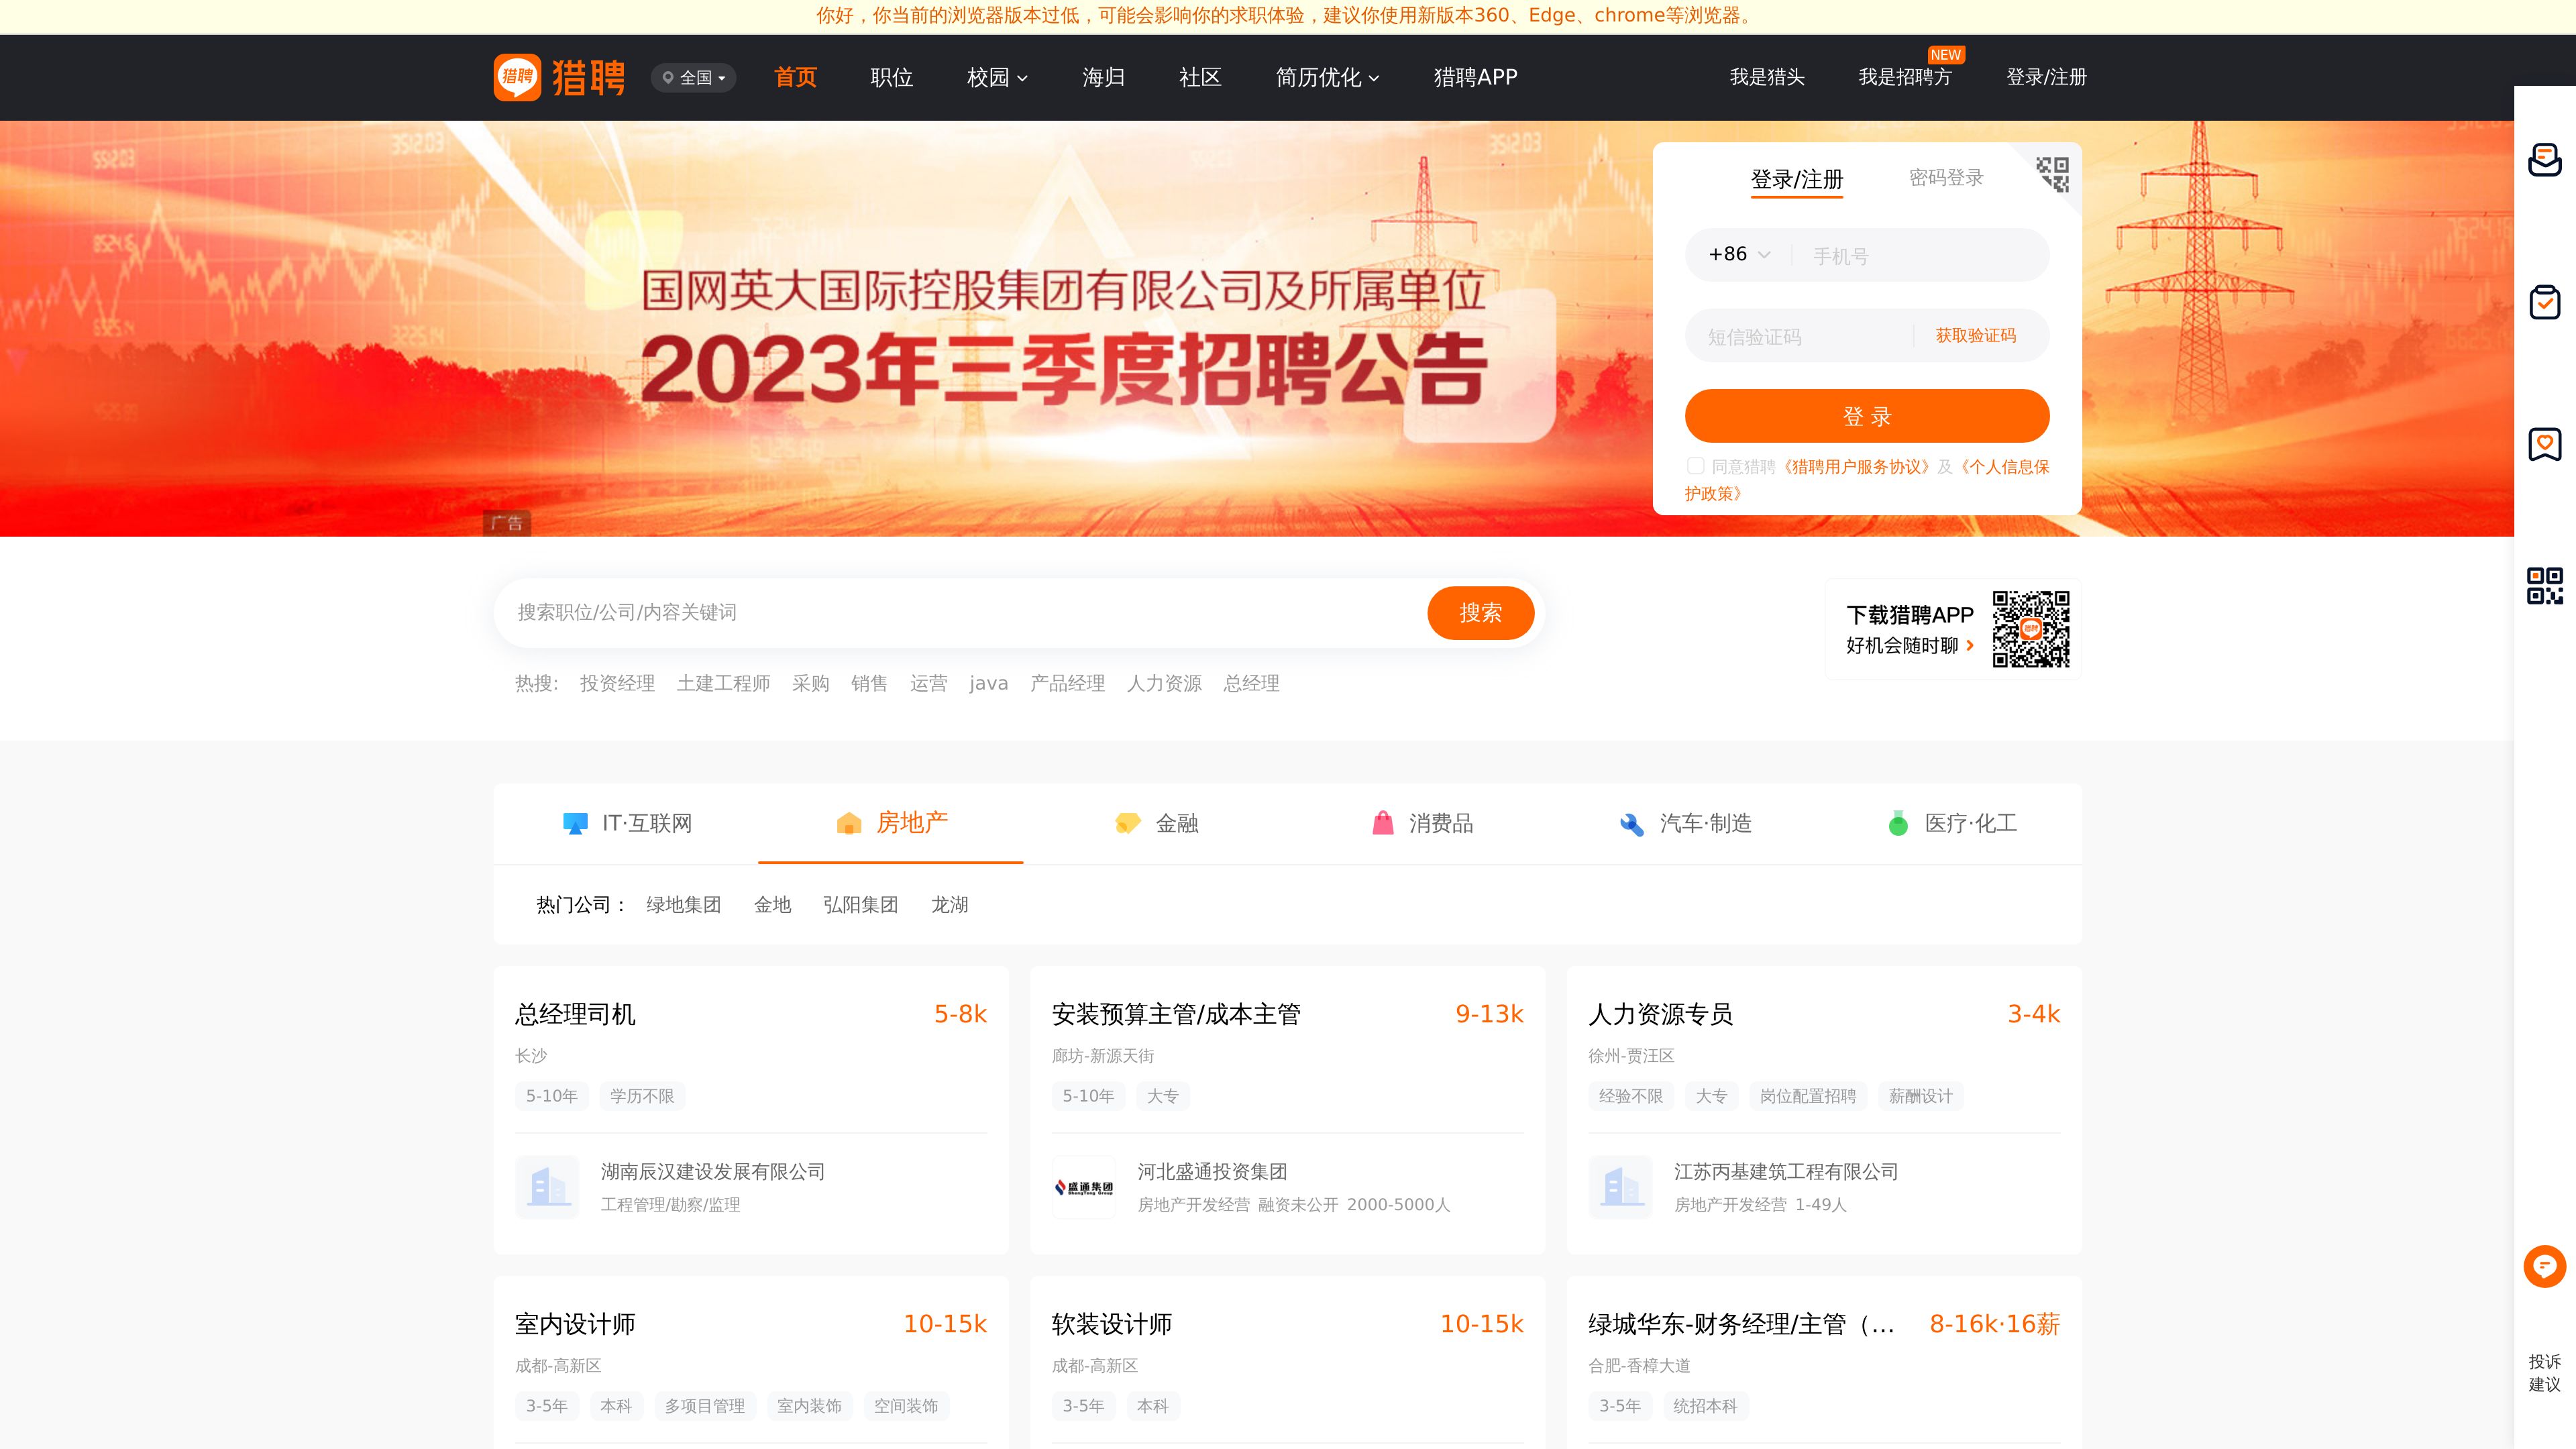 你好，你当前的浏览器版本过低，可能会影响你的求职体验，建议你使用新版本360、Edge、chrome等浏览器。
猎聘 猎聘 全国 首页 职位 校园 海归 社区 简历优化 猎聘APP 我是猎头 我是招聘方 NEW 登录/注册
国网英大国际控股集团有限公司及所属单位
2023年三季度招聘公告
广告
登录/注册 密码登录
+86 手机号
短信验证码 获取验证码
登 录
同意猎聘《猎聘用户服务协议》及《个人信息保
护政策》
搜索职位/公司/内容关键词 搜索
热搜: 投资经理 土建工程师 采购 销售 运营 java 产品经理 人力资源 总经理
下载猎聘APP
好机会随时聊
IT·互联网 房地产 金融 消费品 汽车·制造 医疗·化工
热门公司： 绿地集团 金地 弘阳集团 龙湖
总经理司机 5-8k
长沙
5-10年 学历不限
湖南辰汉建设发展有限公司
工程管理/勘察/监理
安装预算主管/成本主管 9-13k
廊坊-新源天街
5-10年 大专
盛通集团
ShengTong Group
河北盛通投资集团
房地产开发经营 融资未公开 2000-5000人
人力资源专员 3-4k
徐州-贾汪区
经验不限 大专 岗位配置招聘 薪酬设计
江苏丙基建筑工程有限公司
房地产开发经营 1-49人
室内设计师 10-15k
成都-高新区
3-5年 本科 多项目管理 室内装饰 空间装饰
软装设计师 10-15k
成都-高新区
3-5年 本科
绿城华东-财务经理/主管（... 8-16k·16薪
合肥-香樟大道
3-5年 统招本科
投诉
建议